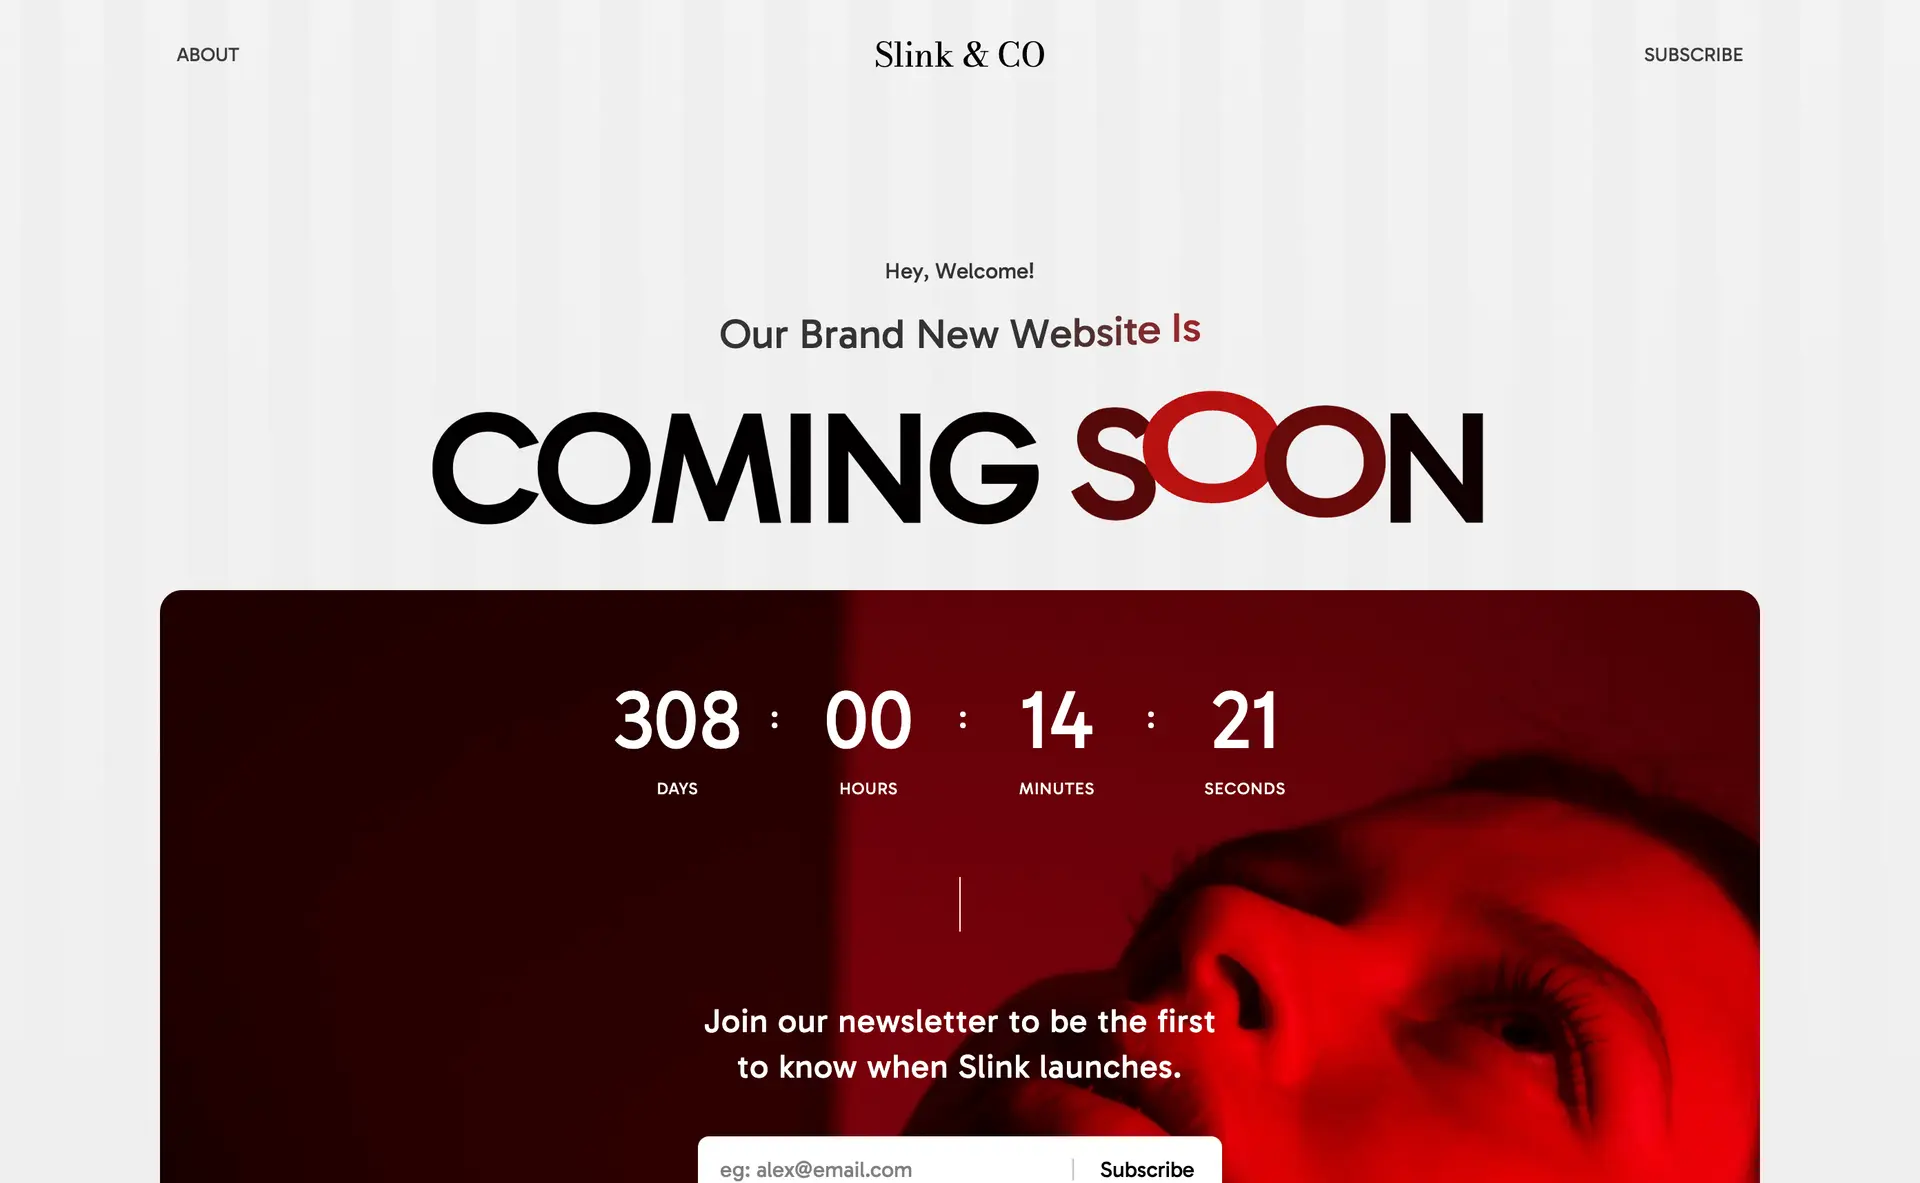 ABOUT
Slink & CO
SUBSCRIBE
Hey, Welcome!
Our Brand New Website Is
COMING SOON
308 : 00 : 14 : 21
DAYS HOURS MINUTES SECONDS
Join our newsletter to be the first
to know when Slink launches.
eg: alex@email.com
Subscribe